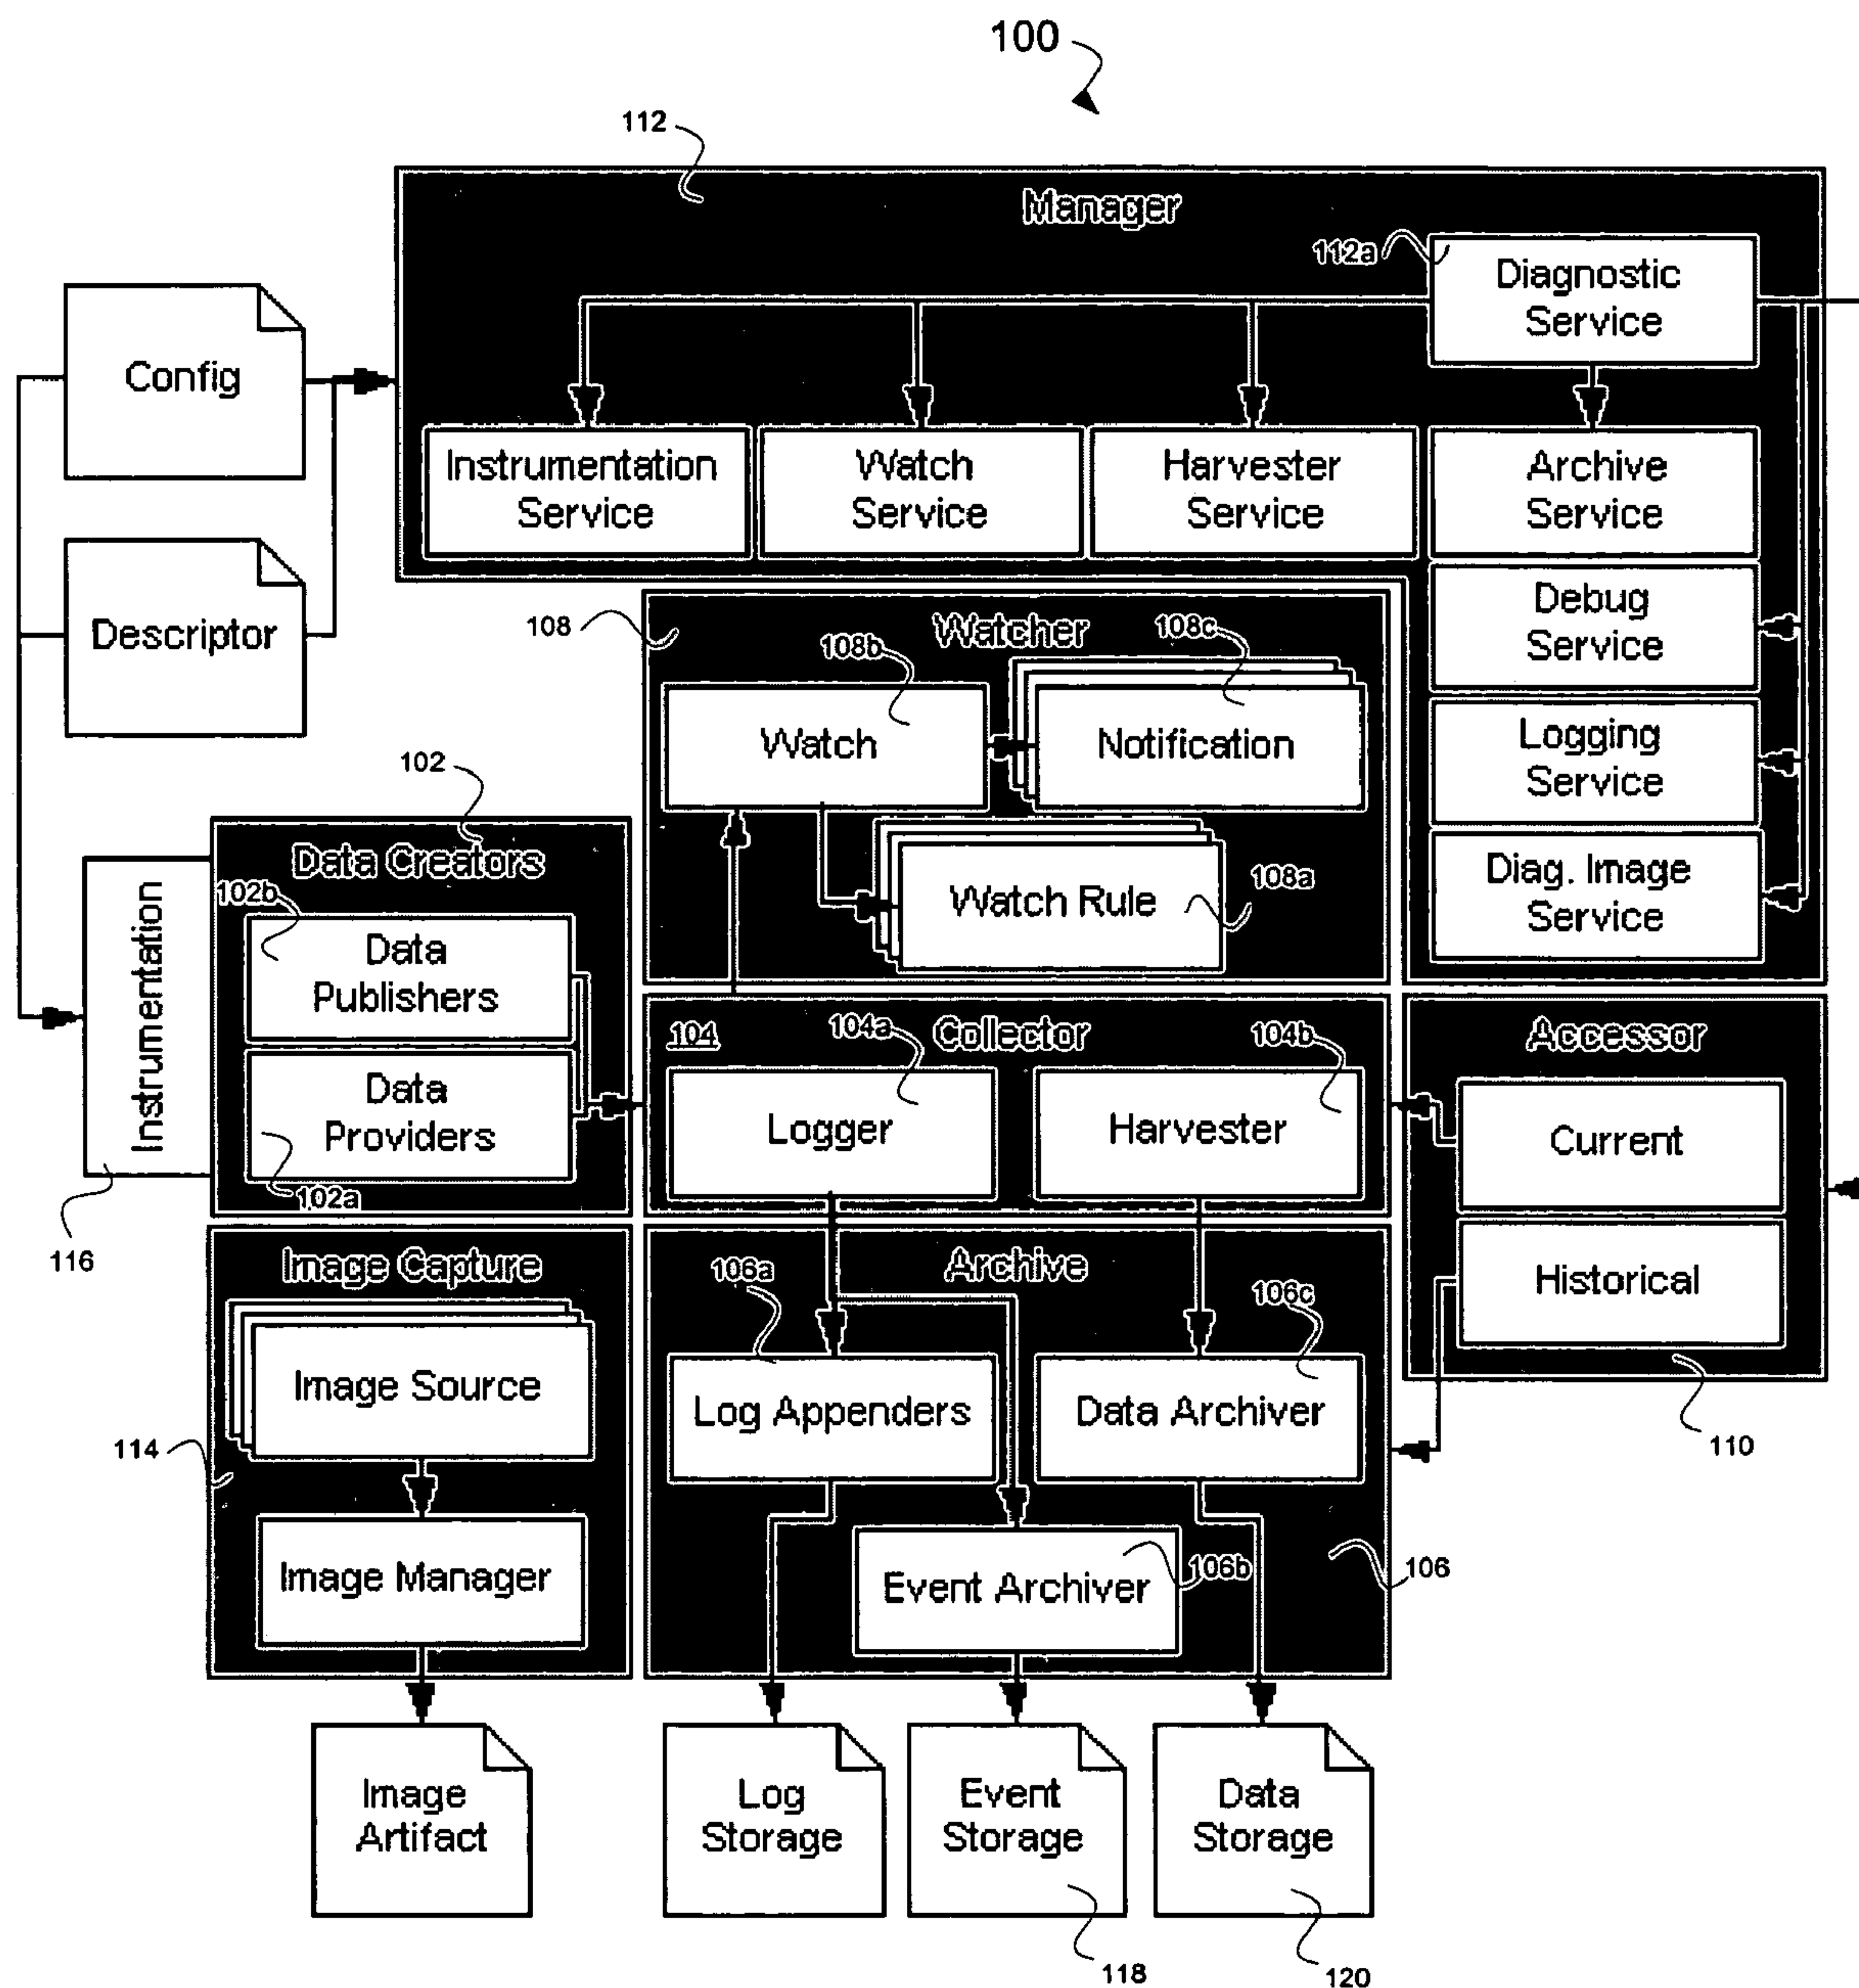 100
112
Manager
112a
Diagnostic
Service
Config
Instrumentation
Service
Watch
Service
Harvester
Service
Archive
Service
Descriptor
Debug
Service
Logging
Service
Diag. Image
Service
108
Watcher
108b
108c
Watch
Notification
Watch Rule
108a
102
Data Creators
102b
Data
Publishers
Data
Providers
102a
Instrumentation
116
104
Collector
104a
104b
Logger
Harvester
Accessor
Current
Historical
110
Image Capture
Image Source
114
Image Manager
Archive
106a
106c
Log Appenders
Data Archiver
Event Archiver
106b
106
Image
Artifact
Log
Storage
Event
Storage
Data
Storage
118
120